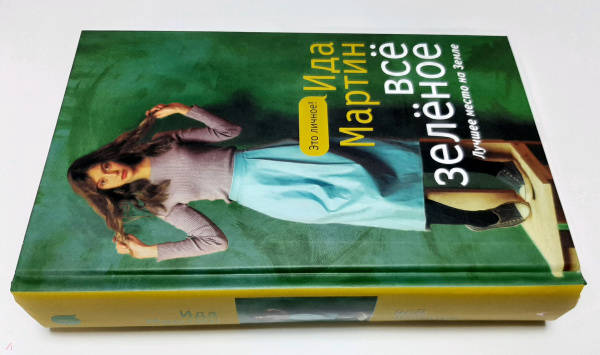 Это личное!
Ида
Мартин
всё
зелёное
Лучшее место на Земле
Ида